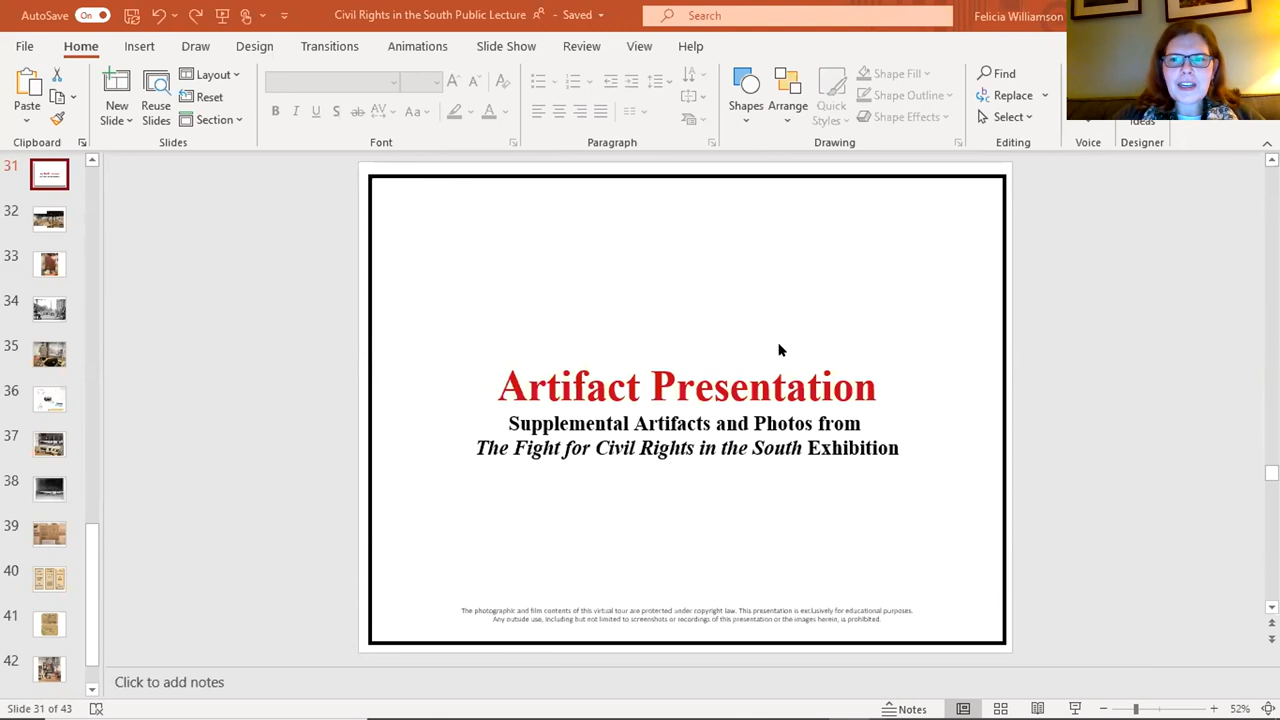 AutoSave On
Civil Rights in the South Public Lecture - Saved
Search
Felicia Williamson
File Home Insert Draw Design Transitions Animations Slide Show Review View Help
Paste
Clipboard
New Slide
Reuse Slides
Layout
Reset
Section
Slides
B I U S ab AV Aa A
Font
Paragraph
Shapes
Arrange
Quick Styles
Shape Fill
Shape Outline
Shape Effects
Drawing
Find
Replace
Select
Editing
Voice
Ideas
Designer
31
32
33
34
35
36
37
38
39
40
41
42
Artifact Presentation
Supplemental Artifacts and Photos from
The Fight for Civil Rights in the South Exhibition
The photographic and film contents of this virtual tour are protected under copyright law. This presentation is exclusively for educational purposes.
Any outside use, including but not limited to screenshots or recordings of this presentation or the images herein, is prohibited.
Click to add notes
Slide 31 of 43
Notes
52%